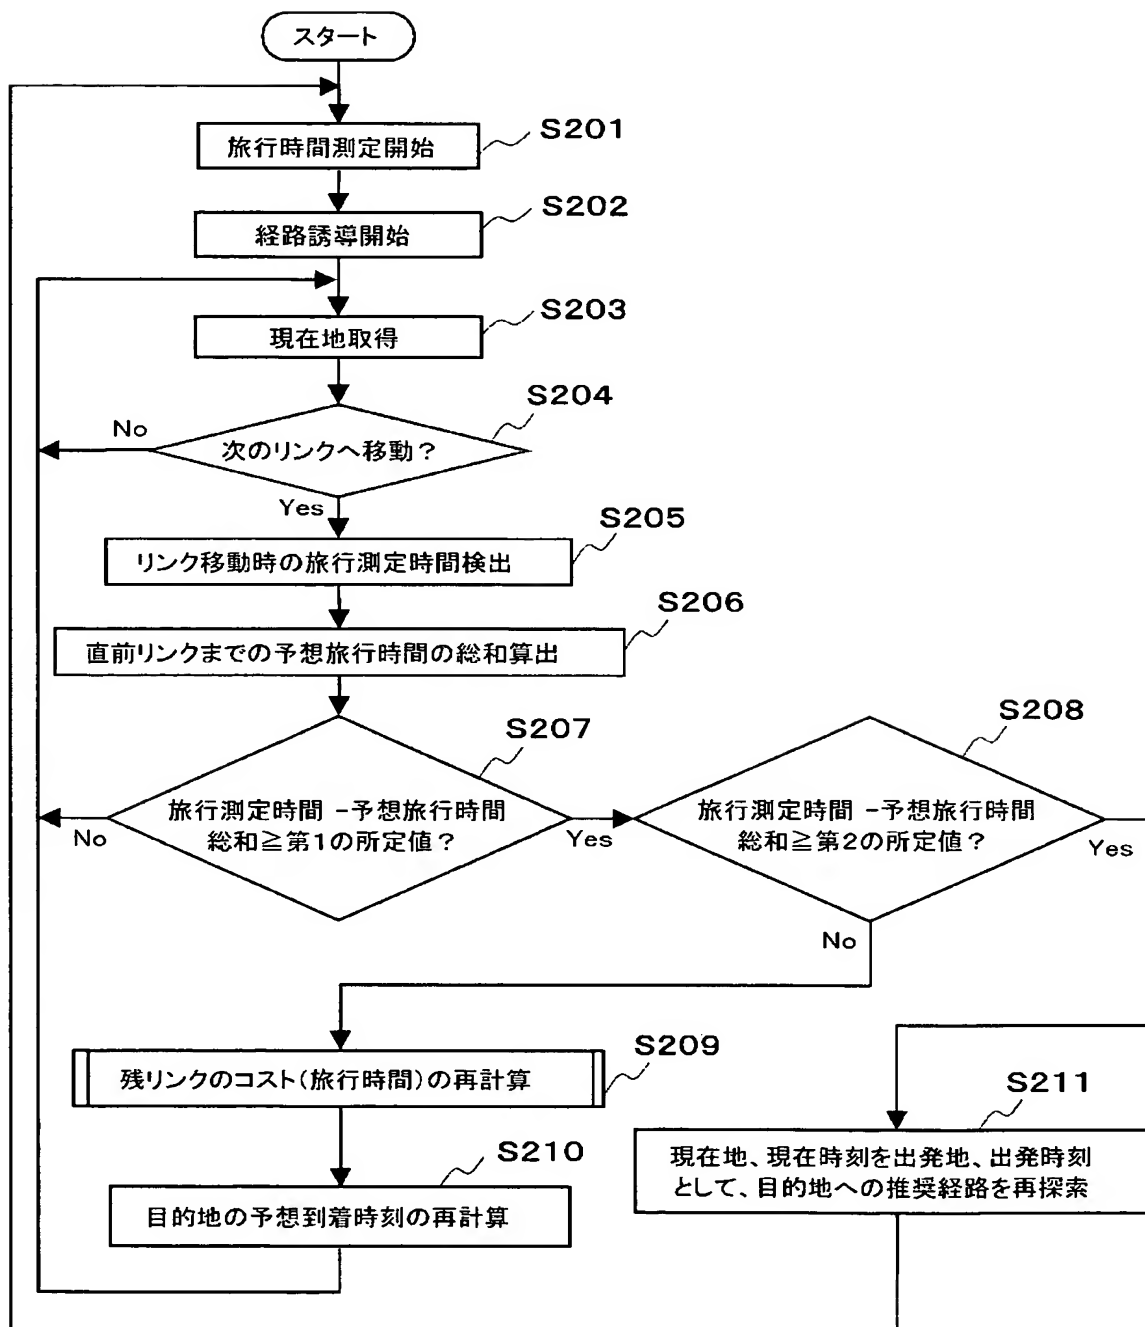 スタート
旅行時間測定開始
S201
経路誘導開始
S202
現在地取得
S203
次のリンクへ移動？
S204
No
Yes
リンク移動時の旅行測定時間検出
S205
直前リンクまでの予想旅行時間の総和算出
S206
旅行測定時間 －予想旅行時間
総和≧第1の所定値？
S207
No
Yes
旅行測定時間 －予想旅行時間
総和≧第2の所定値？
S208
Yes
No
残リンクのコスト（旅行時間）の再計算
S209
目的地の予想到着時刻の再計算
S210
現在地、現在時刻を出発地、出発時刻
として、目的地への推奨経路を再探索
S211